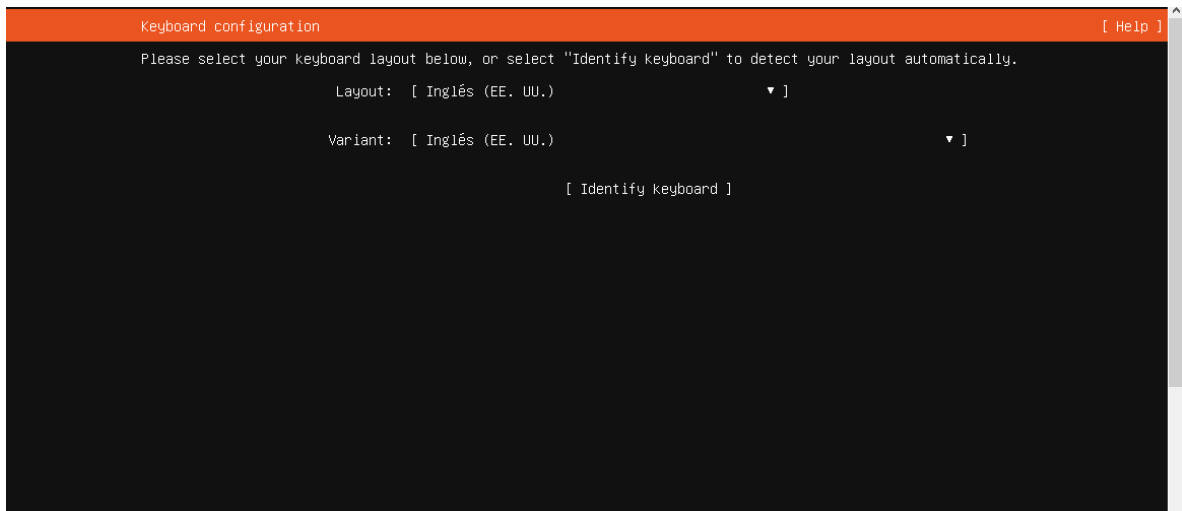 Keyboard configuration [ Help ]
Please select your keyboard layout below, or select "Identify keyboard" to detect your layout automatically.
Layout: [ Inglés (EE. UU.) ▾ ]
Variant: [ Inglés (EE. UU.) ▾ ]
[ Identify keyboard ]